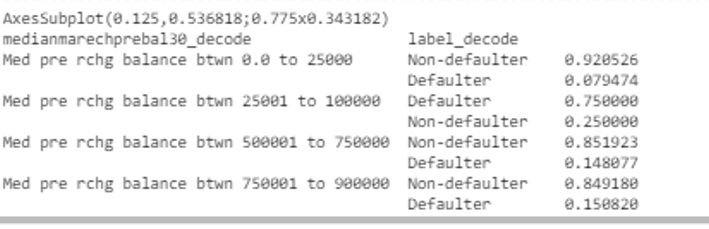 AxesSubplot(0.125,0.536818;0.775x0.343182)
medianmarechprebal30_decode label_decode
Med pre rchg balance btwn 0.0 to 25000 Non-defaulter 0.920526
Defaulter 0.079474
Med pre rchg balance btwn 25001 to 100000 Defaulter 0.750000
Non-defaulter 0.250000
Med pre rchg balance btwn 500001 to 750000 Non-defaulter 0.851923
Defaulter 0.148077
Med pre rchg balance btwn 750001 to 900000 Non-defaulter 0.849180
Defaulter 0.150820